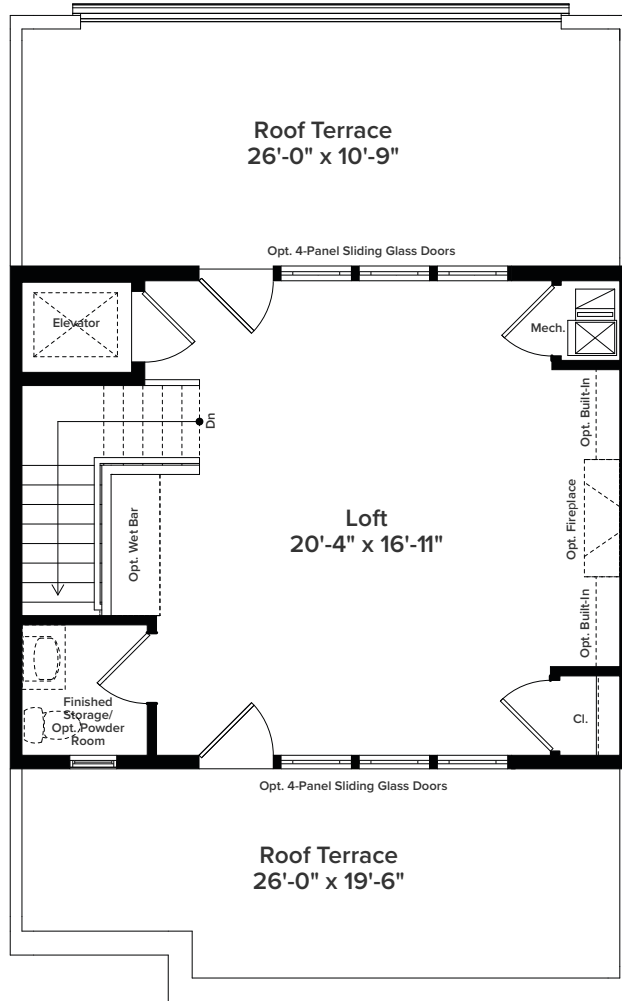 Roof Terrace
26'-0" x 10'-9"
Opt. 4-Panel Sliding Glass Doors
Elevator
Mech.
Dn
Opt. Built-In
Opt. Wet Bar
Loft
20'-4" x 16'-11"
Opt. Fireplace
Opt. Built-In
Finished
Storage/
Opt. Powder
Room
Cl.
Opt. 4-Panel Sliding Glass Doors
Roof Terrace
26'-0" x 19'-6"